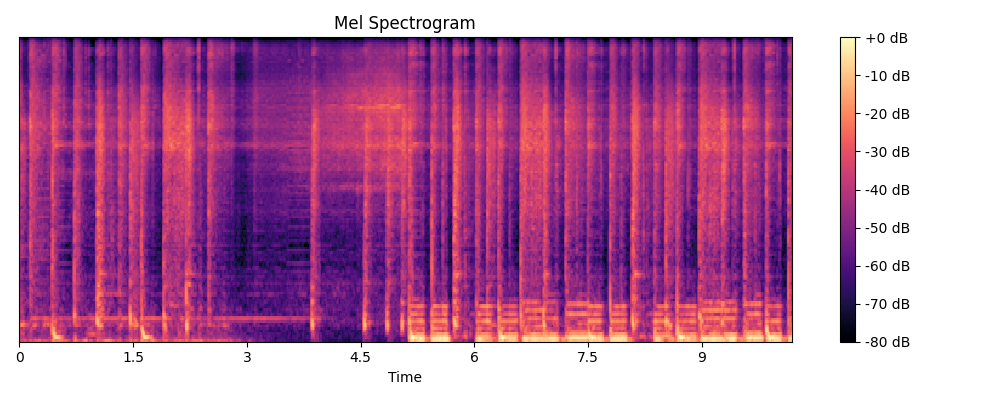 Mel Spectrogram
+0 dB
-10 dB
-20 dB
-30 dB
-40 dB
-50 dB
-60 dB
-70 dB
-80 dB
0 1.5 3 4.5 6 7.5 9
Time